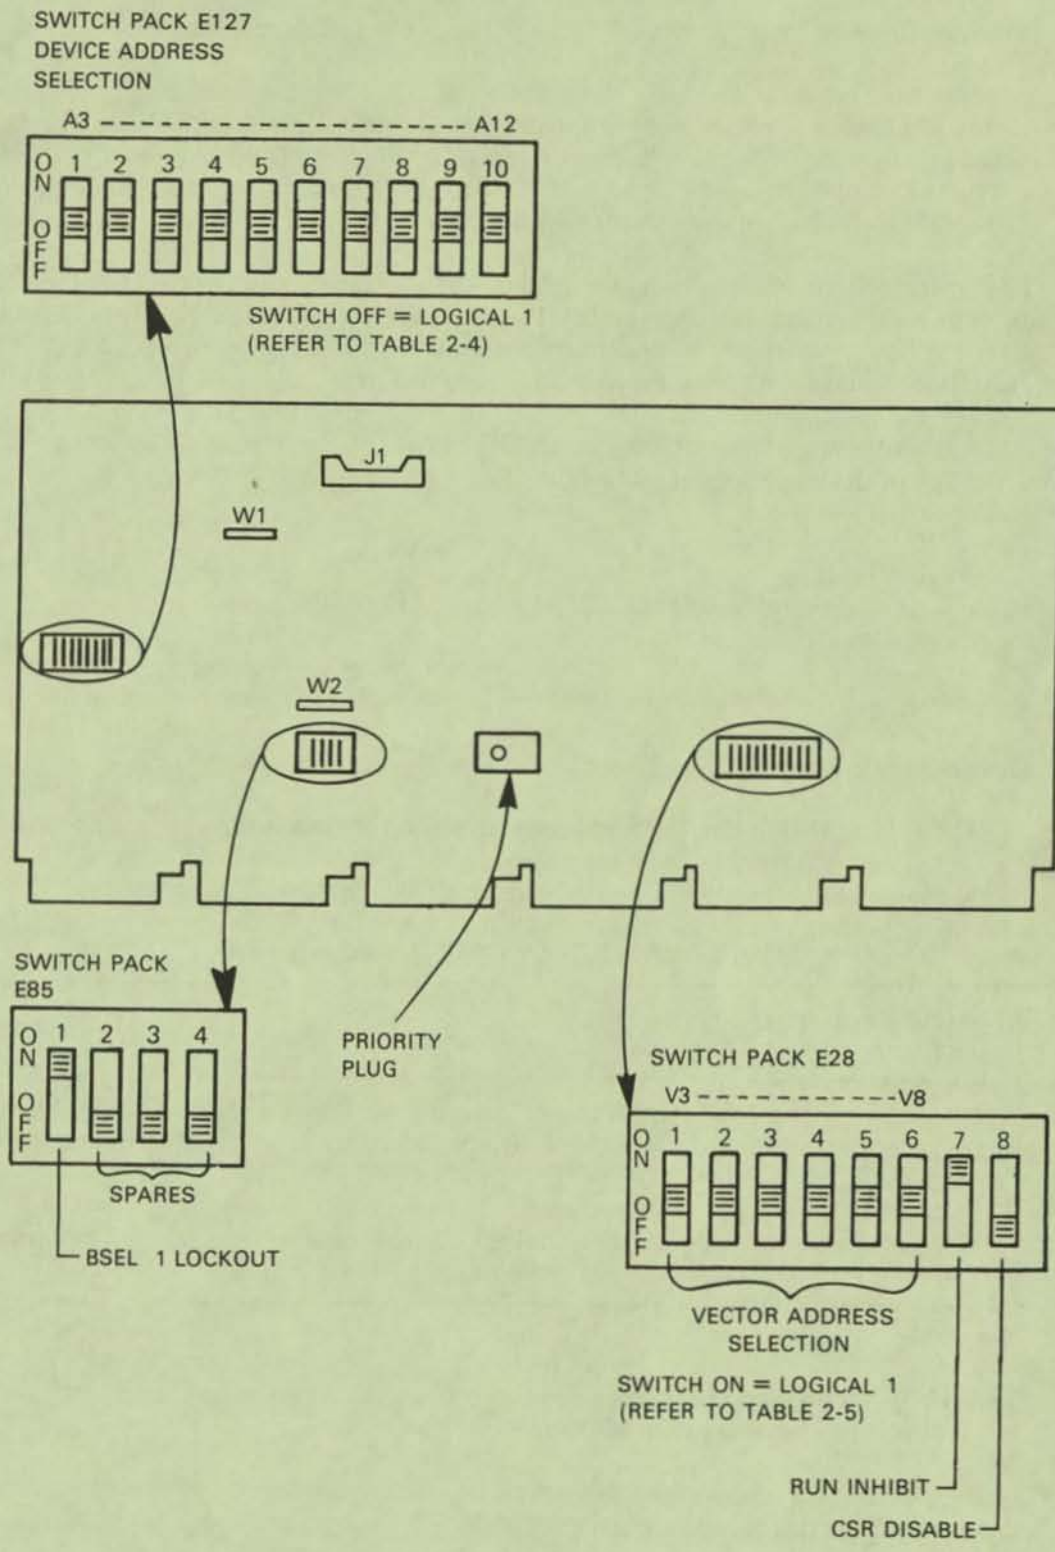 SWITCH PACK E127
DEVICE ADDRESS
SELECTION
A3 -------------------- A12
ON
OFF
1 2 3 4 5 6 7 8 9 10
SWITCH OFF = LOGICAL 1
(REFER TO TABLE 2-4)
J1
W1
W2
SWITCH PACK
E85
ON
OFF
1 2 3 4
SPARES
BSEL 1 LOCKOUT
PRIORITY
PLUG
SWITCH PACK E28
V3 ----------- V8
ON
OFF
1 2 3 4 5 6 7 8
VECTOR ADDRESS
SELECTION
SWITCH ON = LOGICAL 1
(REFER TO TABLE 2-5)
RUN INHIBIT
CSR DISABLE